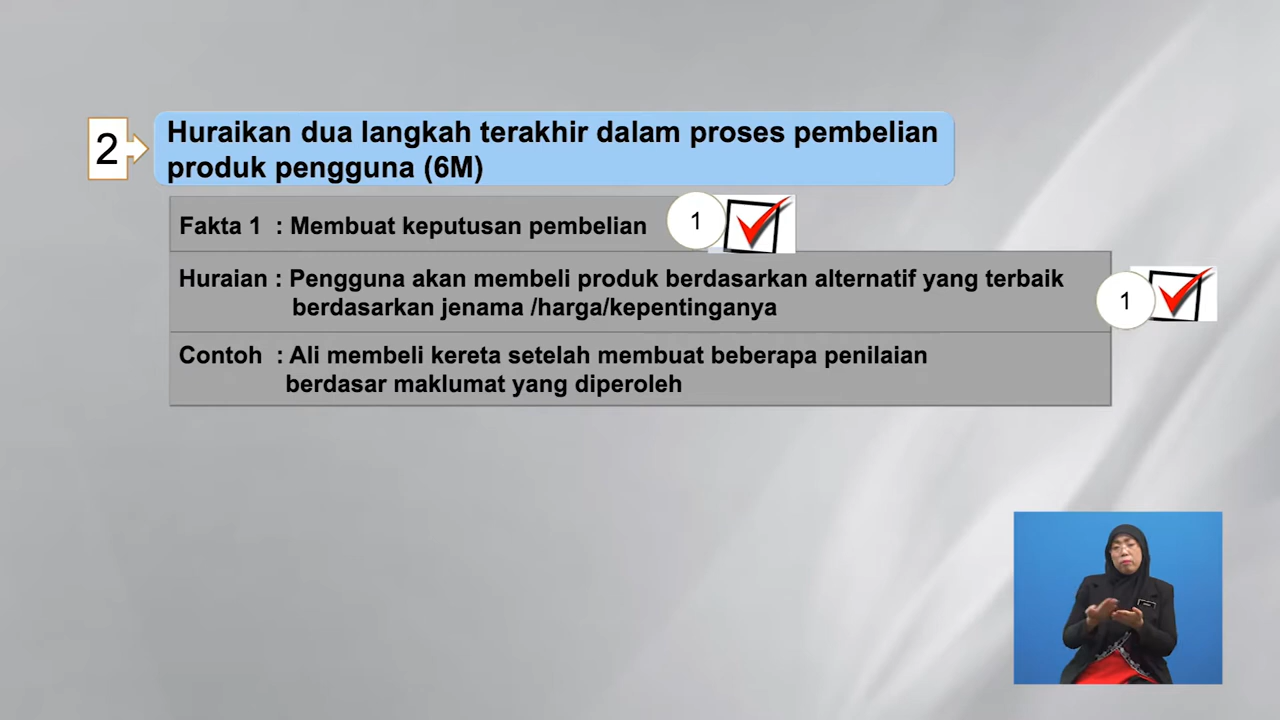 2
Huraikan dua langkah terakhir dalam proses pembelian
produk pengguna (6M)
Fakta 1 : Membuat keputusan pembelian
1
Huraian : Pengguna akan membeli produk berdasarkan alternatif yang terbaik
berdasarkan jenama /harga/kepentinganya
1
Contoh : Ali membeli kereta setelah membuat beberapa penilaian
berdasar maklumat yang diperoleh